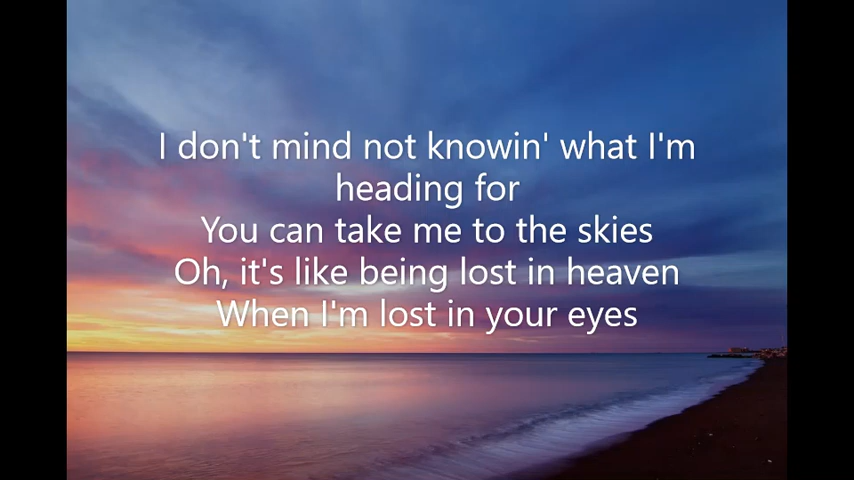 I don't mind not knowin' what I'm
heading for
You can take me to the skies
Oh, it's like being lost in heaven
When I'm lost in your eyes